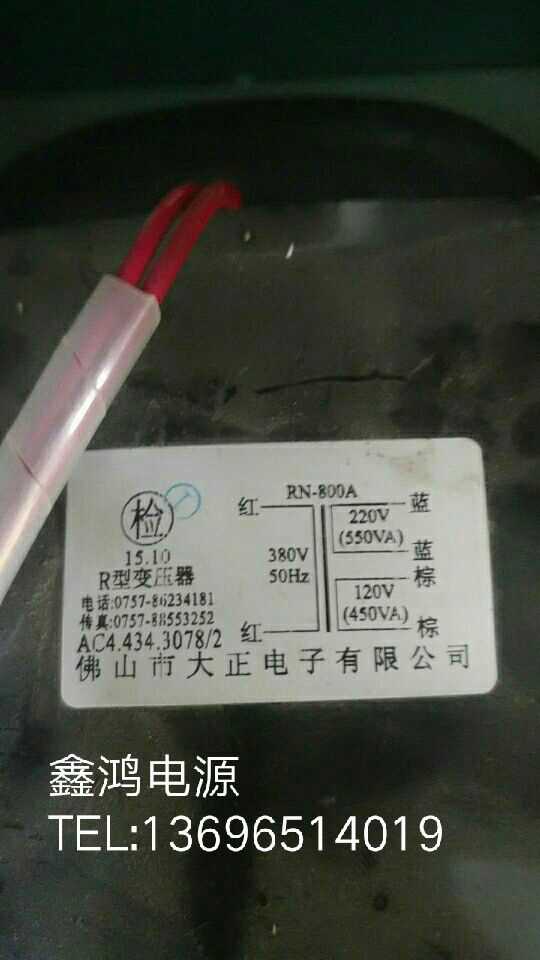 RN-800A
检
红
380V
50Hz
红
220V
(550VA)
蓝
蓝
120V
(450VA)
棕
棕
15.10
R型变压器
电话:0757-86234181
传真:0757-88553252
AC4.434.3078/2
佛山市大正电子有限公司
鑫鸿电源
TEL:13696514019